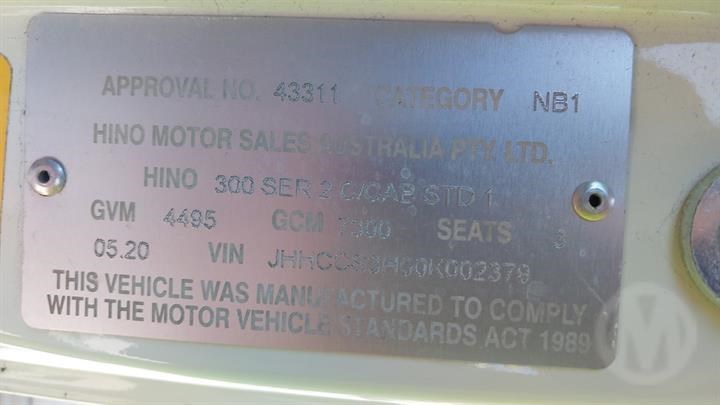 APPROVAL NO. 43311 CATEGORY NB1
HINO MOTOR SALES AUSTRALIA PTY. LTD.
HINO 300 SER 2 C/CAB STD 1
GVM 4495 GCM 7300 SEATS
05.20 VIN
THIS VEHICLE WAS MANUFACTURED TO COMPLY
WITH THE MOTOR VEHICLE STANDARDS ACT 1989
M